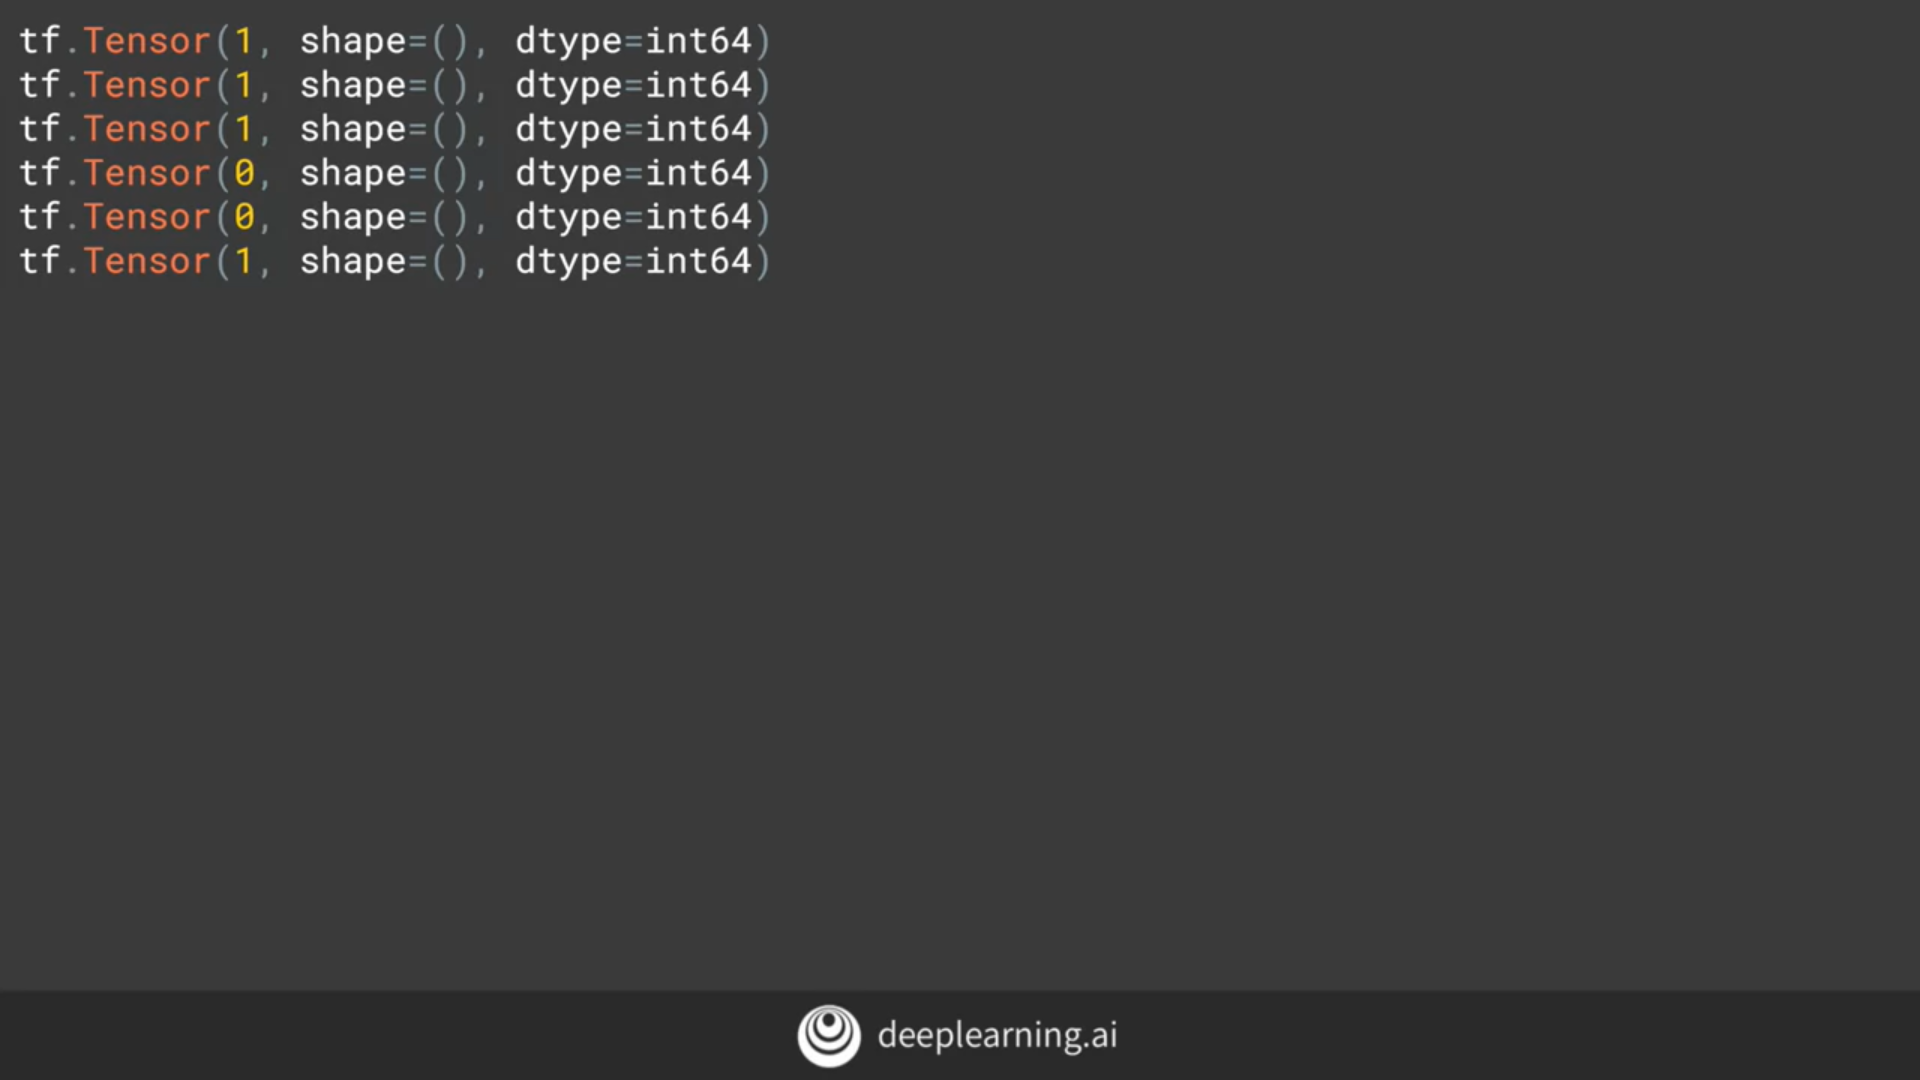 tf.Tensor(1, shape=(), dtype=int64)
tf.Tensor(1, shape=(), dtype=int64)
tf.Tensor(1, shape=(), dtype=int64)
tf.Tensor(0, shape=(), dtype=int64)
tf.Tensor(0, shape=(), dtype=int64)
tf.Tensor(1, shape=(), dtype=int64)
deeplearning.ai